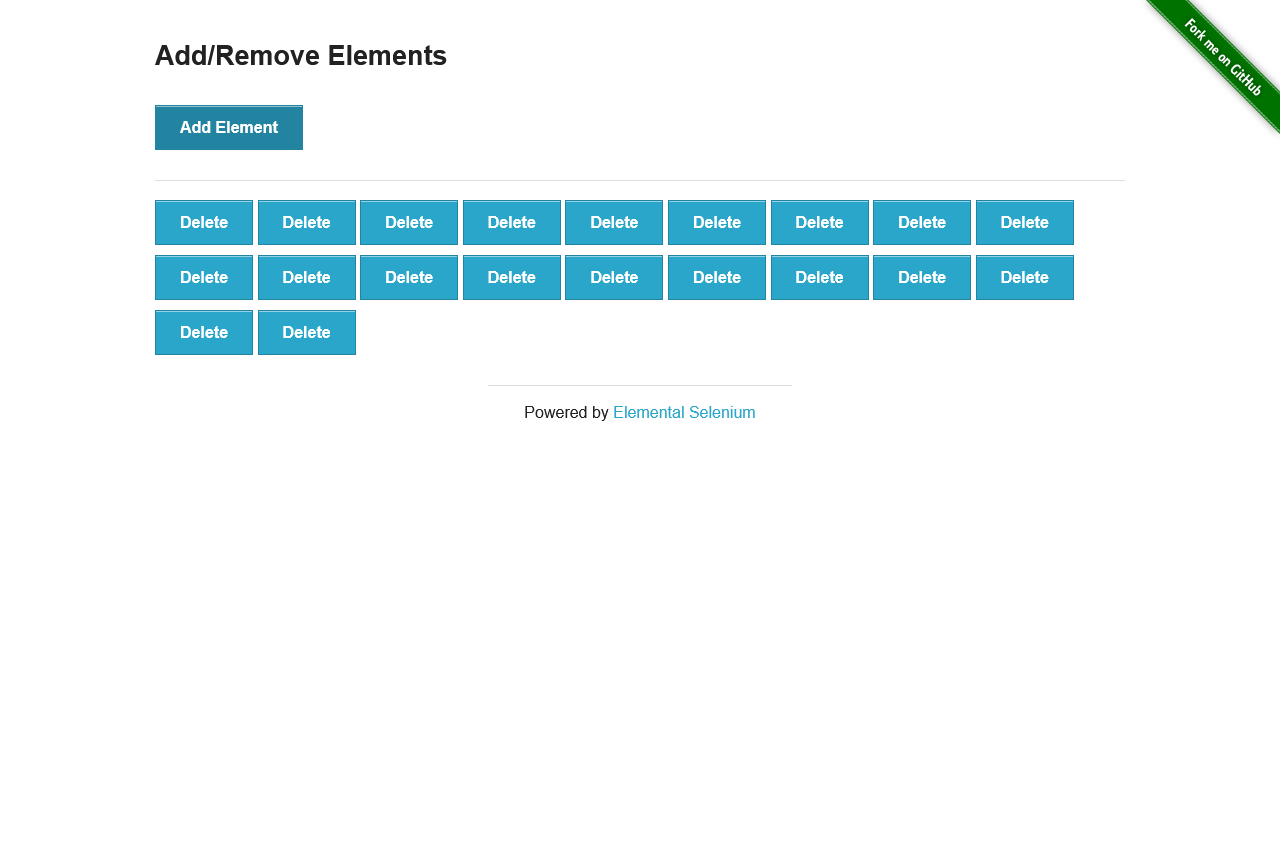 Fork me on GitHub
Add/Remove Elements
Add Element
Delete Delete Delete Delete Delete Delete Delete Delete Delete
Delete Delete Delete Delete Delete Delete Delete Delete Delete
Delete Delete
Powered by Elemental Selenium